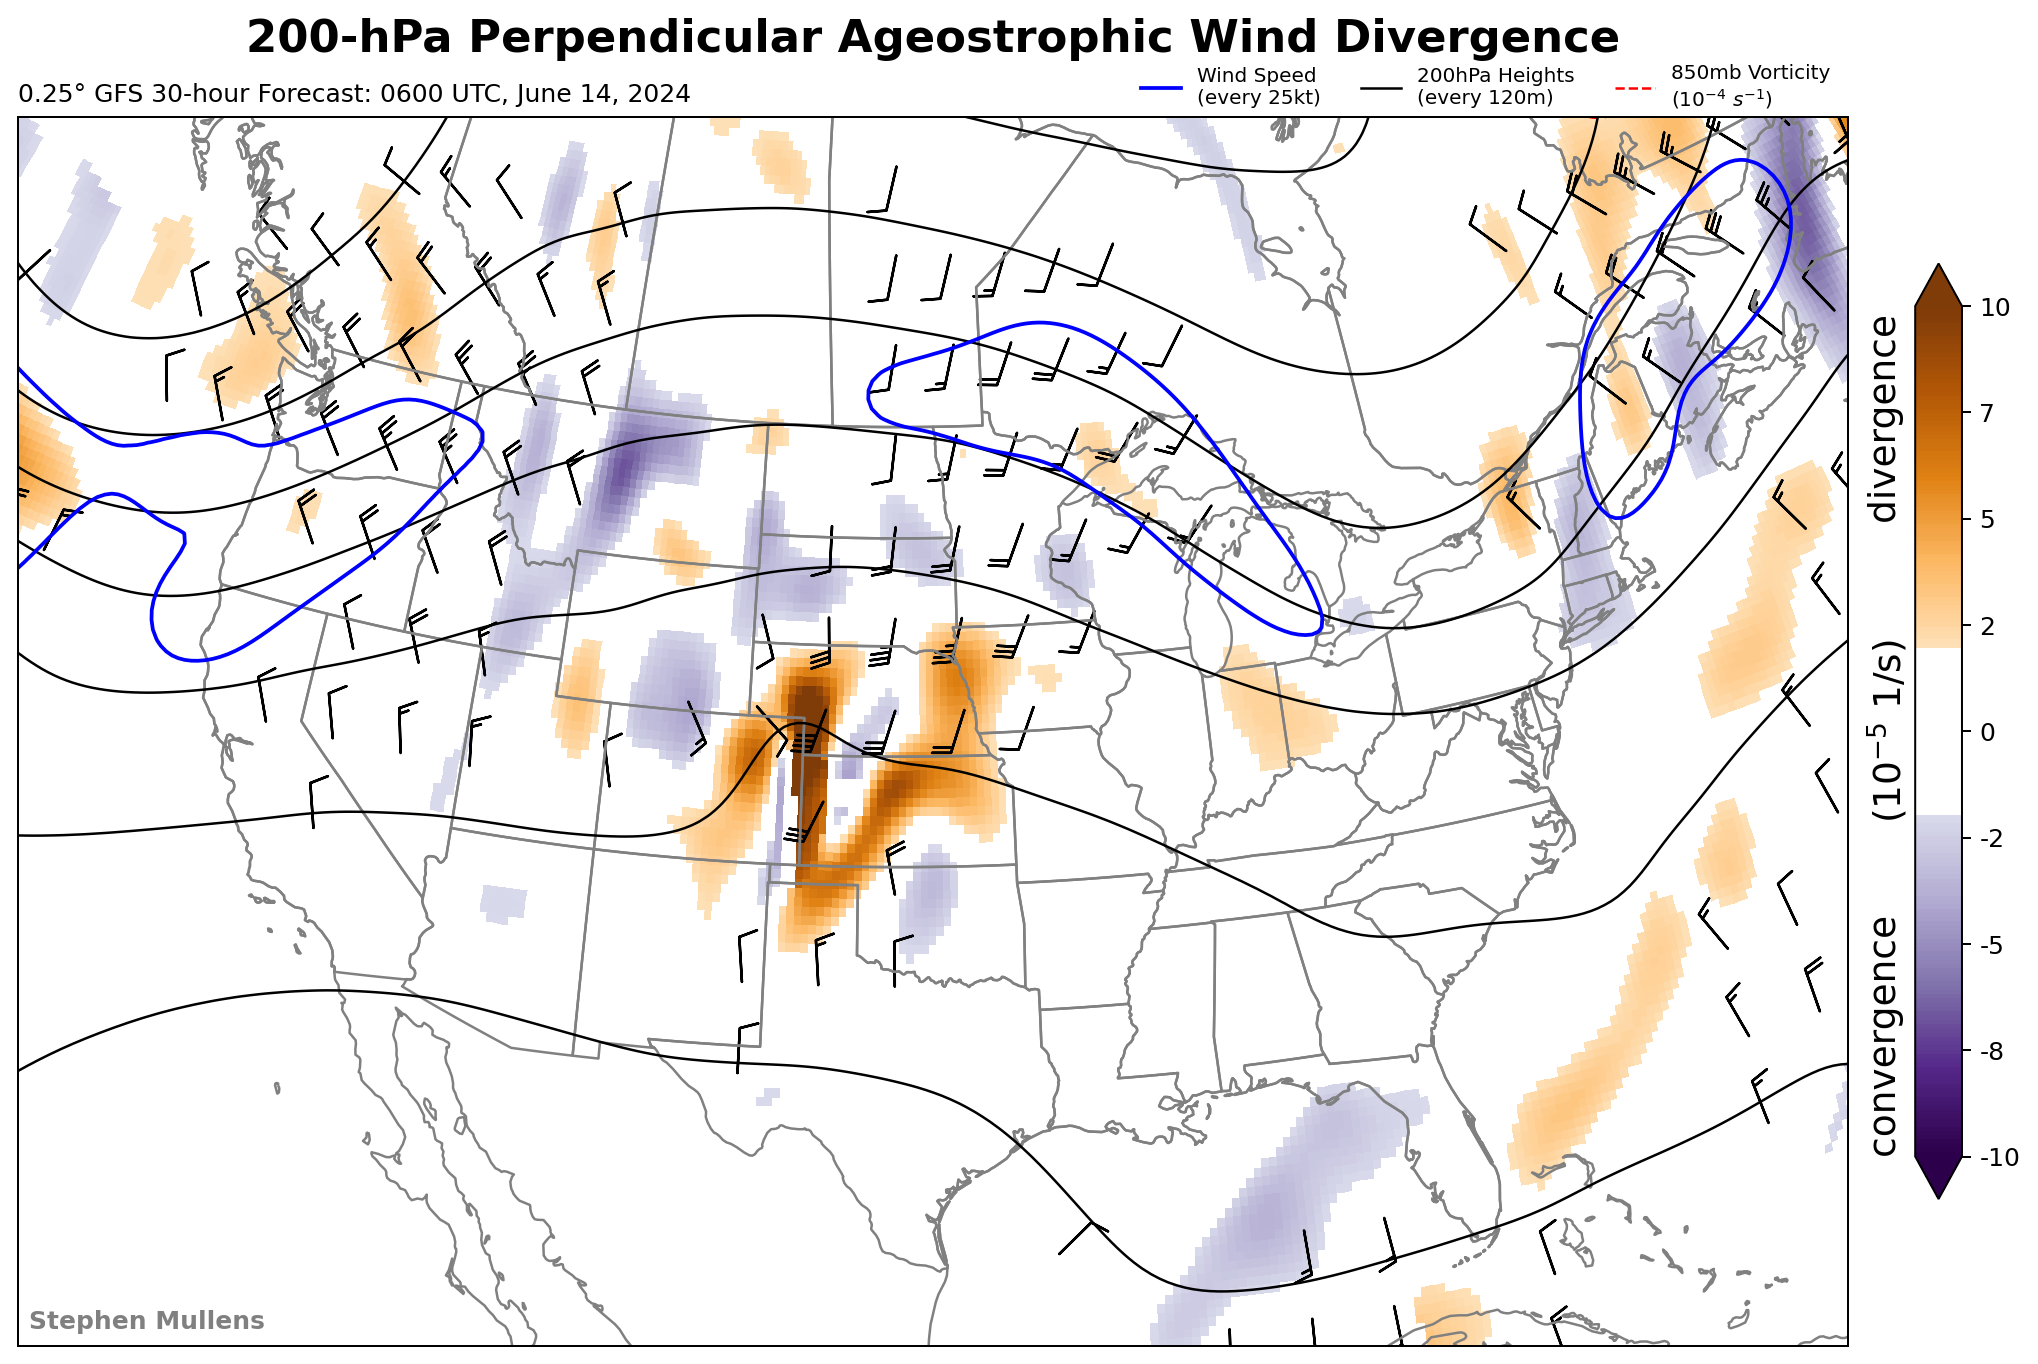 200-hPa Perpendicular Ageostrophic Wind Divergence
0.25° GFS 30-hour Forecast: 0600 UTC, June 14, 2024
Wind Speed
(every 25kt)
200hPa Heights
(every 120m)
850mb Vorticity
(10⁻⁴ s⁻¹)
10
7
5
2
0
-2
-5
-8
-10
convergence (10⁻⁵ 1/s) divergence
Stephen Mullens